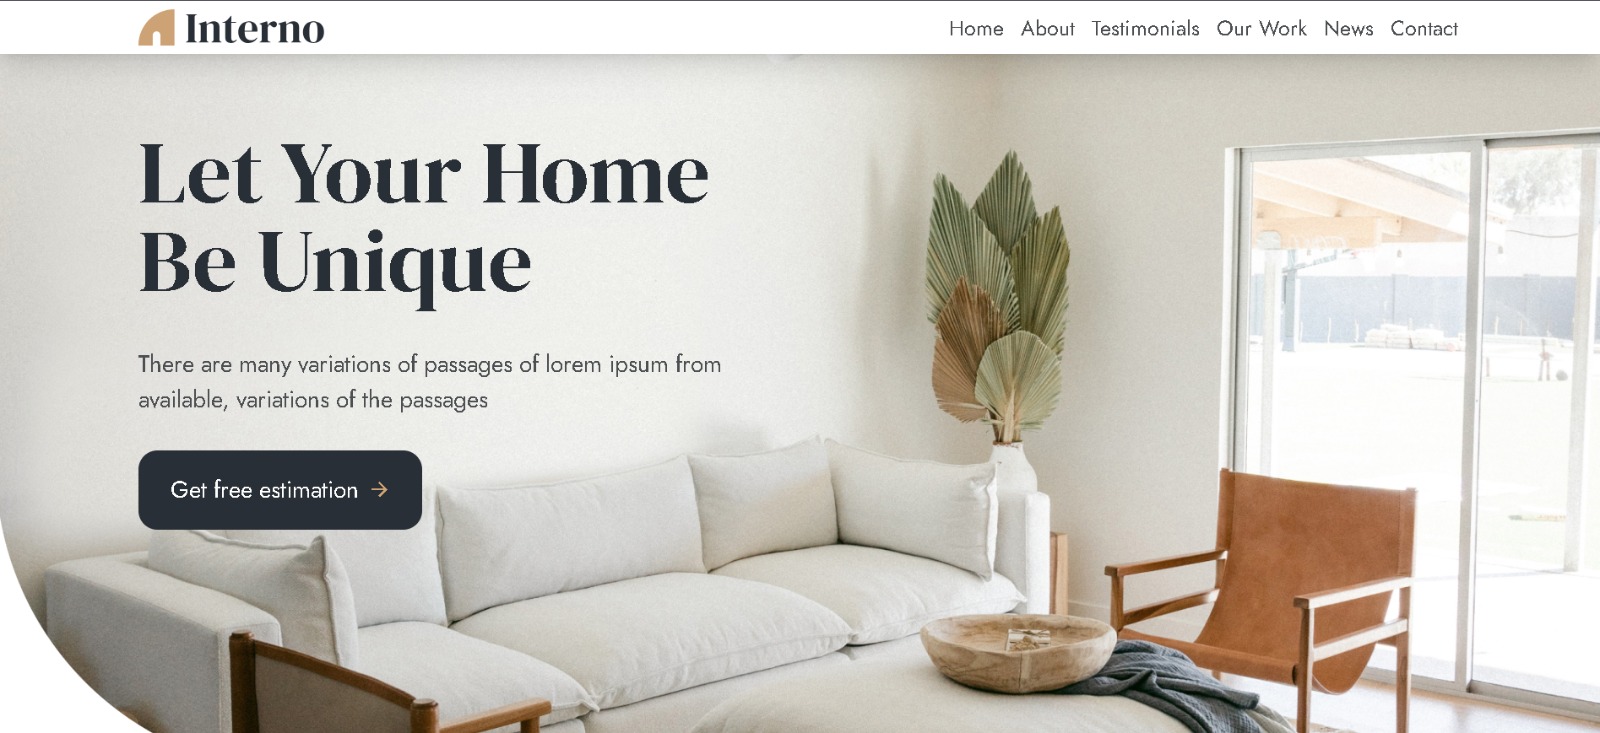 Interno
Home About Testimonials Our Work News Contact
Let Your Home
Be Unique
There are many variations of passages of lorem ipsum from
available, variations of the passages
Get free estimation →